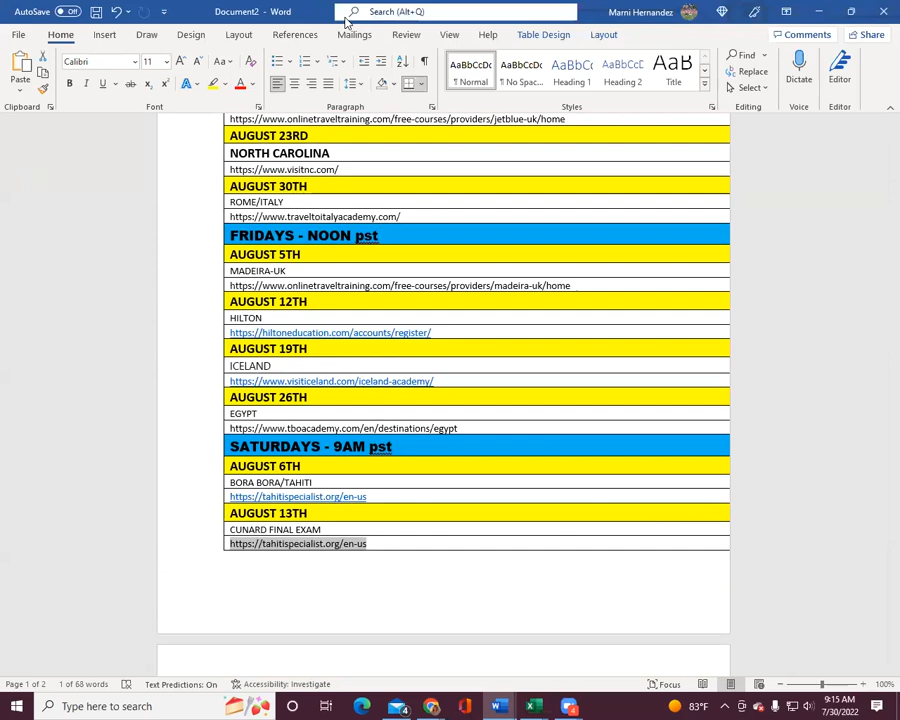 AutoSave Off Document2 - Word Search (Alt+Q) Marni Hernandez
File Home Insert Draw Design Layout References Mailings Review View Help Table Design Layout Comments Share
Calibri 11 Find
Paste Replace
AaBbCcDc AaBbCcDc AaBbCc AaBbCcD AaB Dictate Editor
¶ Normal ¶ No Spac... Heading 1 Heading 2 Title Select
Clipboard Font Paragraph Styles Editing Voice Editor
https://www.onlinetraveltraining.com/free-courses/providers/jetblue-uk/home
AUGUST 23RD
NORTH CAROLINA
https://www.visitnc.com/
AUGUST 30TH
ROME/ITALY
https://www.traveltoitalyacademy.com/
FRIDAYS - NOON pst
AUGUST 5TH
MADEIRA-UK
https://www.onlinetraveltraining.com/free-courses/providers/madeira-uk/home
AUGUST 12TH
HILTON
https://hiltoneducation.com/accounts/register/
AUGUST 19TH
ICELAND
https://www.visiticeland.com/iceland-academy/
AUGUST 26TH
EGYPT
https://www.tboacademy.com/en/destinations/egypt
SATURDAYS - 9AM pst
AUGUST 6TH
BORA BORA/TAHITI
https://tahitispecialist.org/en-us
AUGUST 13TH
CUNARD FINAL EXAM
https://tahitispecialist.org/en-us
Page 1 of 2 1 of 68 words Text Predictions: On Accessibility: Investigate Focus 100%
Type here to search 83°F 9:15 AM
7/30/2022